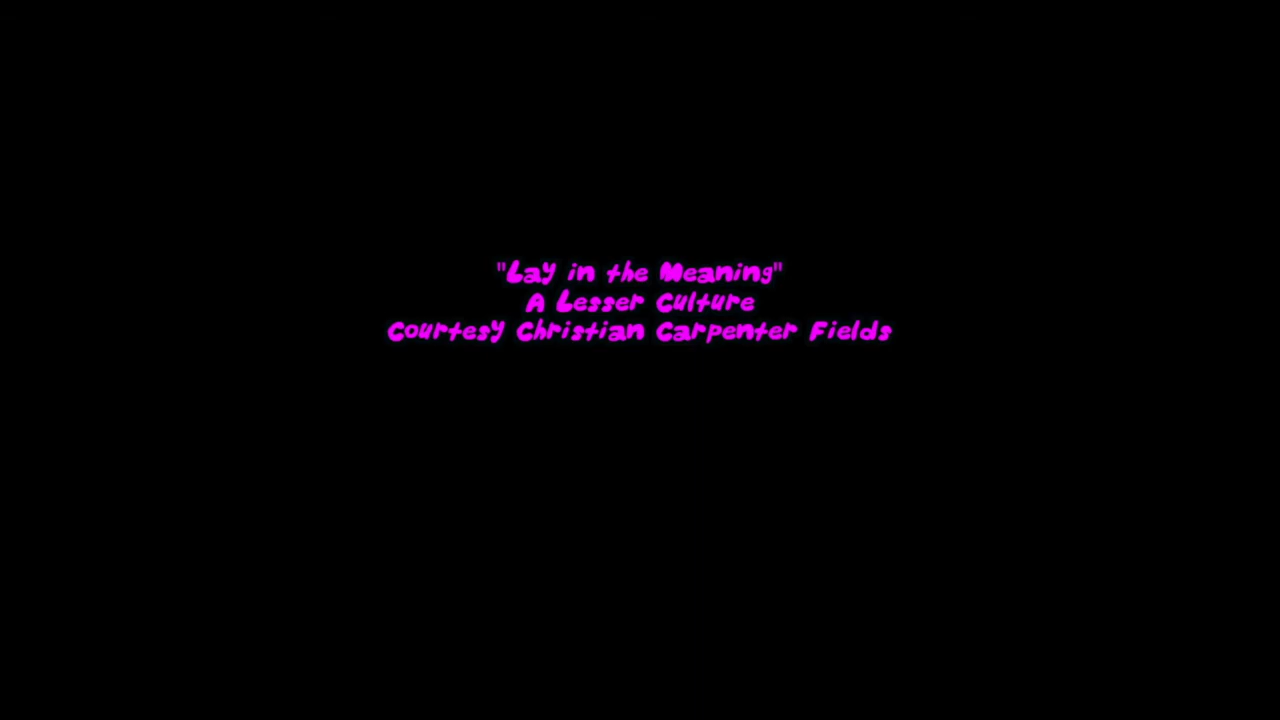 "Lay in the Meaning"
A Lesser Culture
Courtesy Christian Carpenter Fields